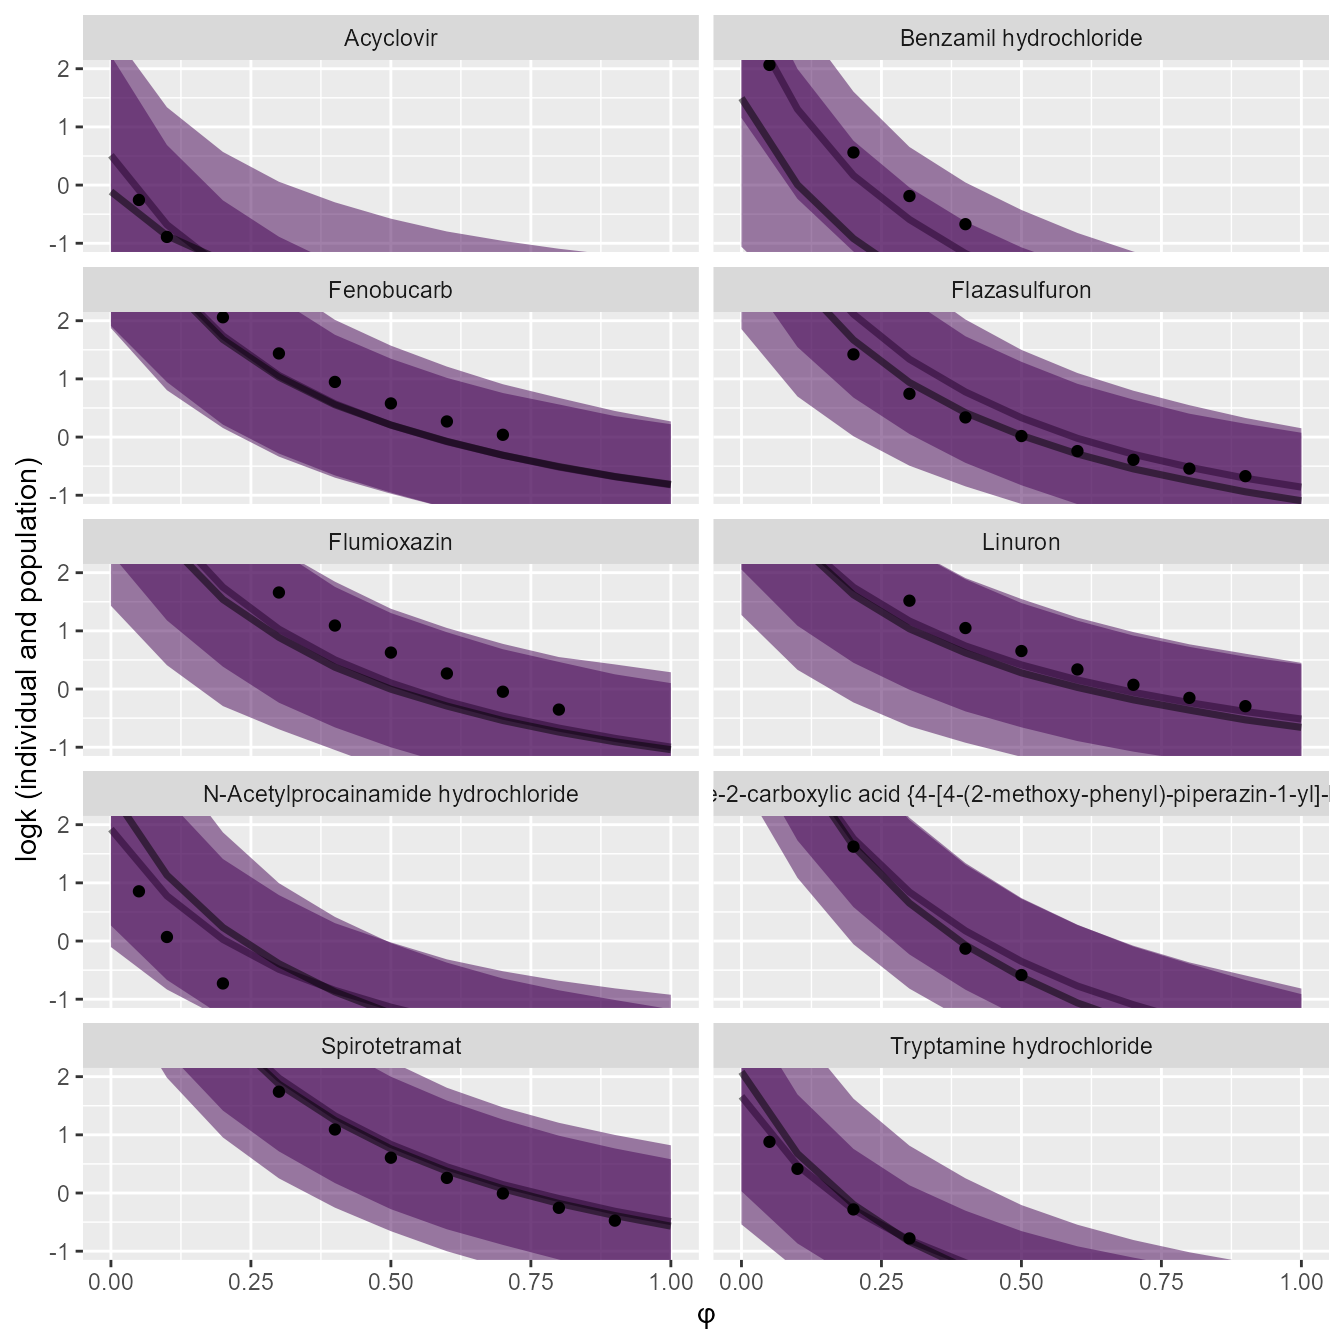 Acyclovir
Benzamil hydrochloride
2
1
0
-1
Fenobucarb
Flazasulfuron
2
1
0
-1
Flumioxazin
Linuron
2
1
0
-1
N-Acetylprocainamide hydrochloride
e-2-carboxylic acid {4-[4-(2-methoxy-phenyl)-piperazin-1-yl]-
2
1
0
-1
Spirotetramat
Tryptamine hydrochloride
2
1
0
-1
0.00 0.25 0.50 0.75 1.00
0.00 0.25 0.50 0.75 1.00
φ
logk (individual and population)